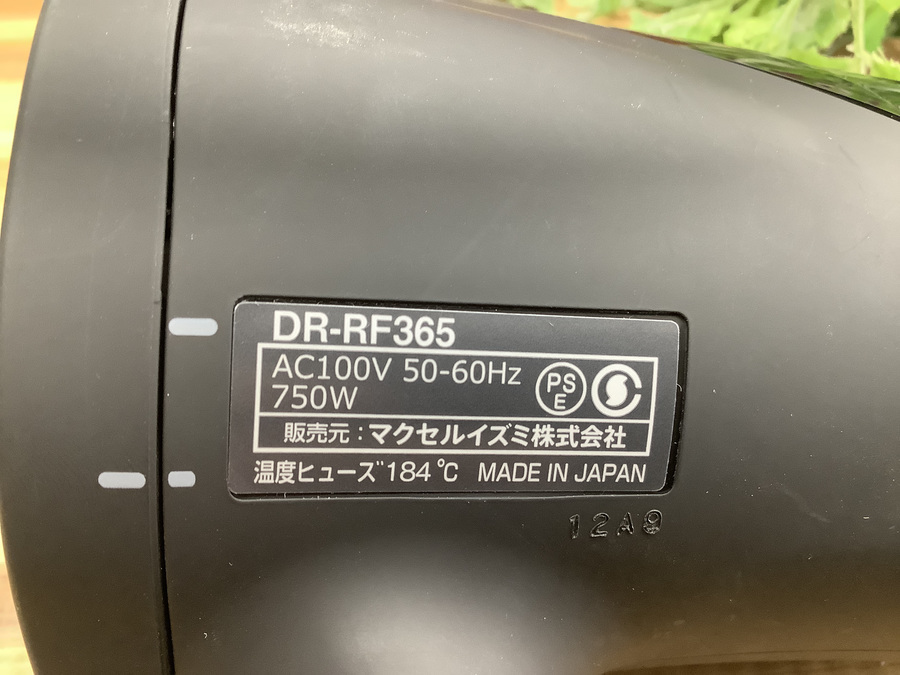 DR-RF365
AC100V 50-60Hz
750W
PS
E
販売元：マクセルイズミ株式会社
温度ヒューズ184℃ MADE IN JAPAN
12A9